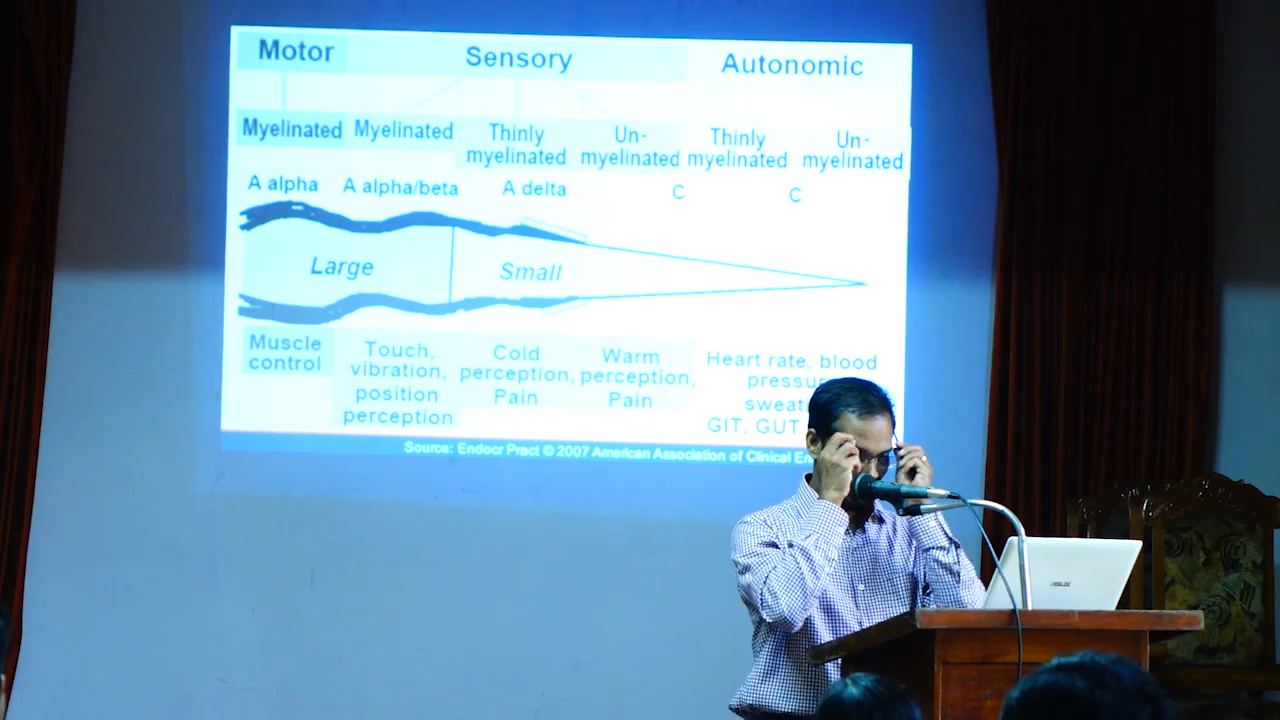 Motor Sensory Autonomic
Myelinated Myelinated Thinly myelinated Un-myelinated Thinly myelinated Un-myelinated
A alpha A alpha/beta A delta C C
Large Small
Muscle control
Touch, vibration, position perception
Cold perception, Pain
Warm perception, Pain
Heart rate, blood
GIT, GUT
Source: Endocr Pract © 2007 American Association of Clinical
ASUS